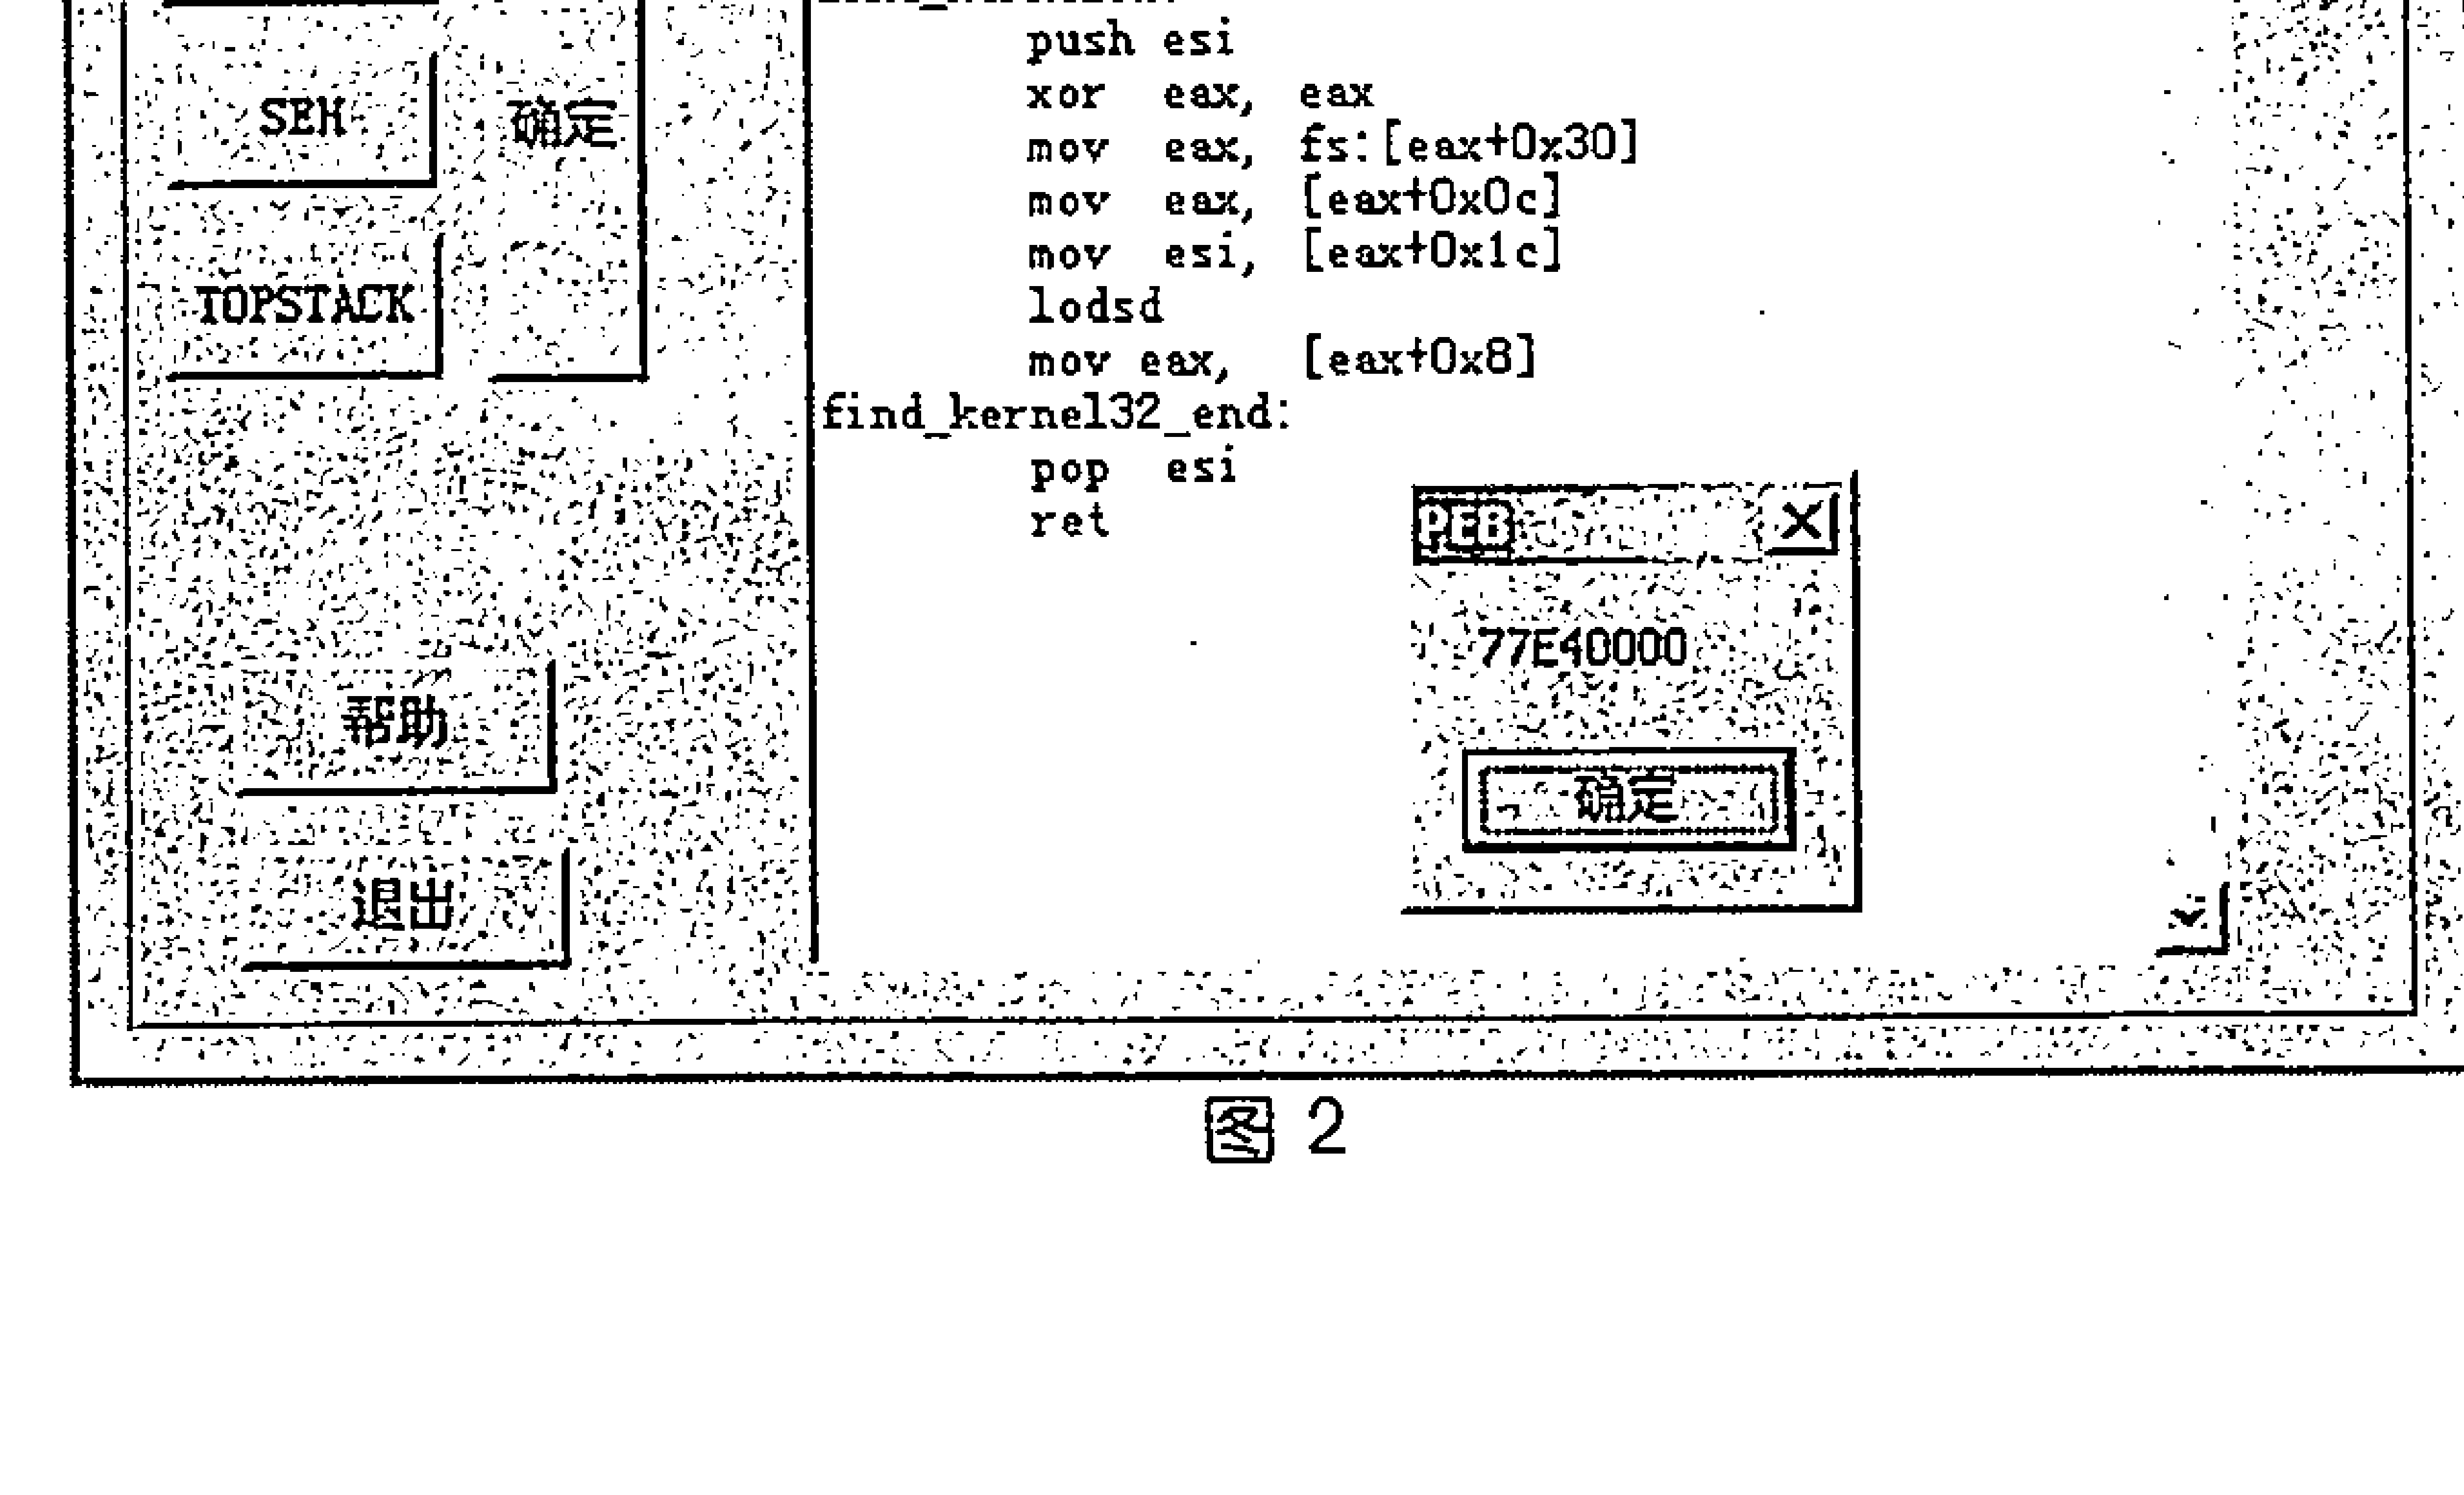 push esi
xor eax, eax
mov eax, fs:[eax+0x30]
mov eax, [eax+0x0c]
mov esi, [eax+0x1c]
lodsd
mov eax, [eax+0x8]
find_kernel32_end:
pop esi
ret
SEH
确定
TOPSTACK
帮助
退出
PEB
77E40000
确定
图 2